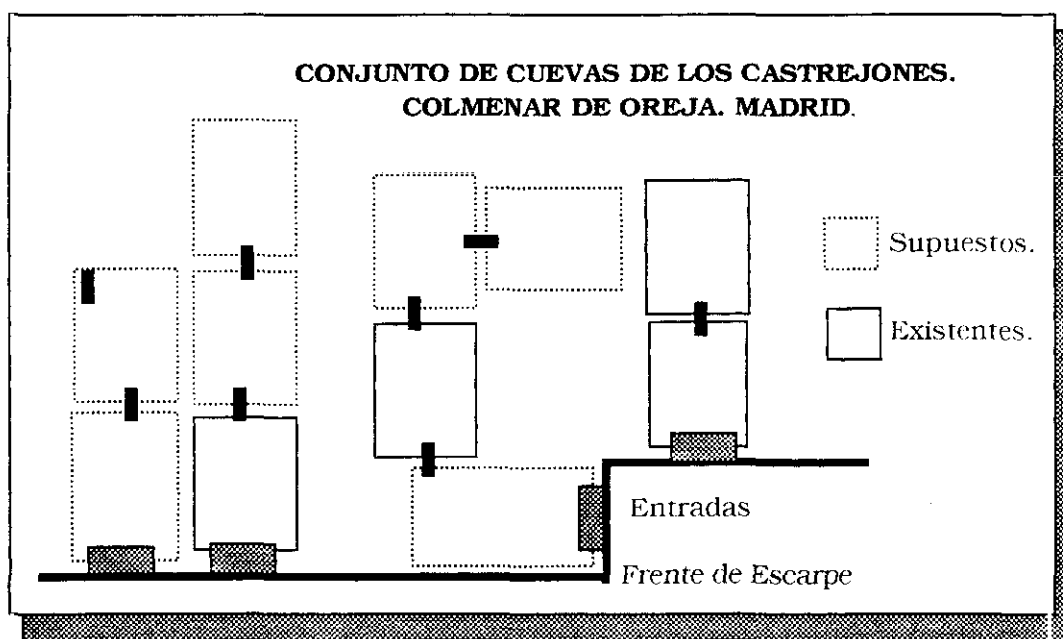 CONJUNTO DE CUEVAS DE LOS CASTREJONES.
COLMENAR DE OREJA. MADRID.
Supuestos.
Existentes.
Entradas
Frente de Escarpe